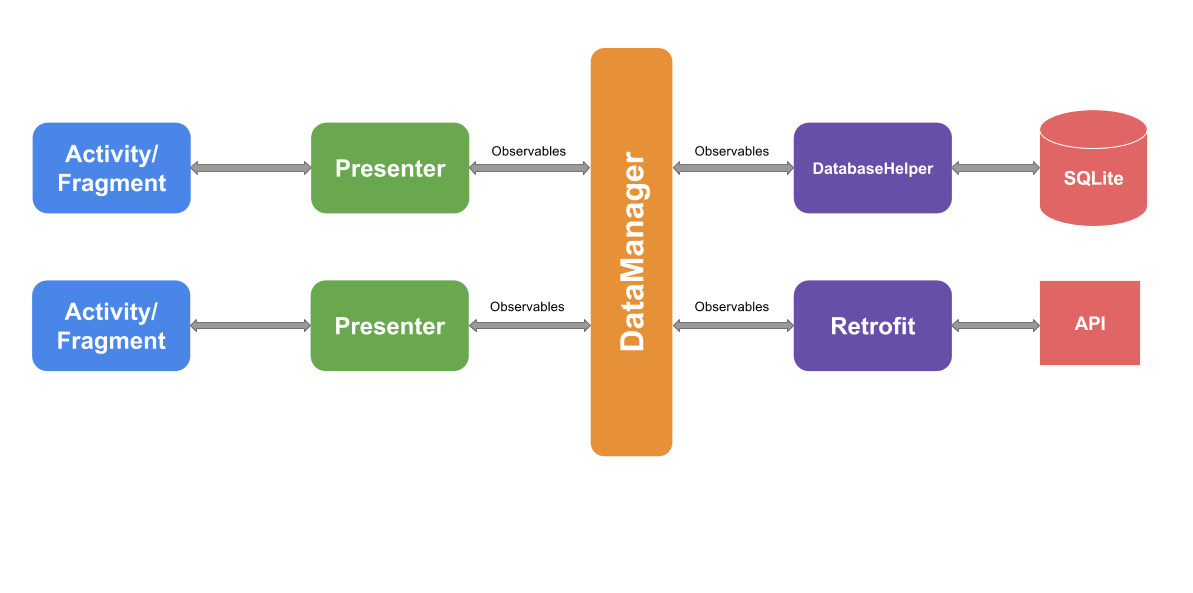 Activity/
Fragment
Presenter
Observables
DataManager
Observables
DatabaseHelper
SQLite
Activity/
Fragment
Presenter
Observables
Observables
Retrofit
API